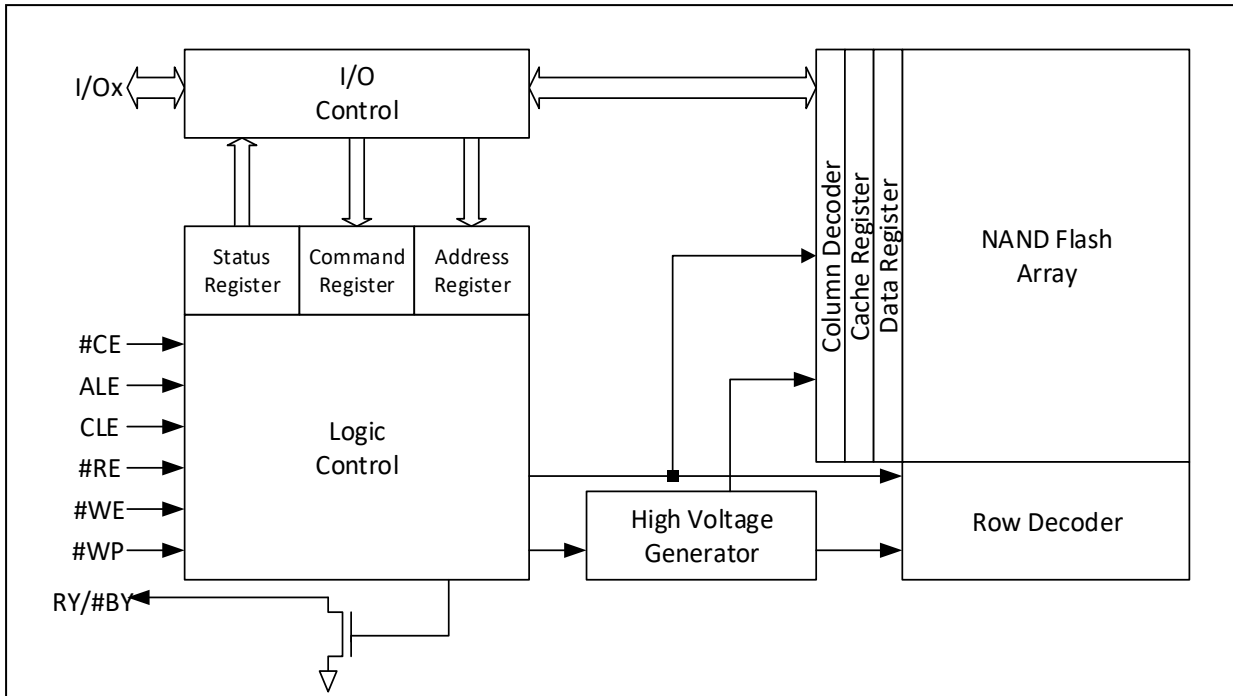 I/Ox
I/O
Control
Status
Register
Command
Register
Address
Register
#CE
ALE
CLE
#RE
#WE
#WP
RY/#BY
Logic
Control
High Voltage
Generator
Column Decoder
Cache Register
Data Register
NAND Flash
Array
Row Decoder